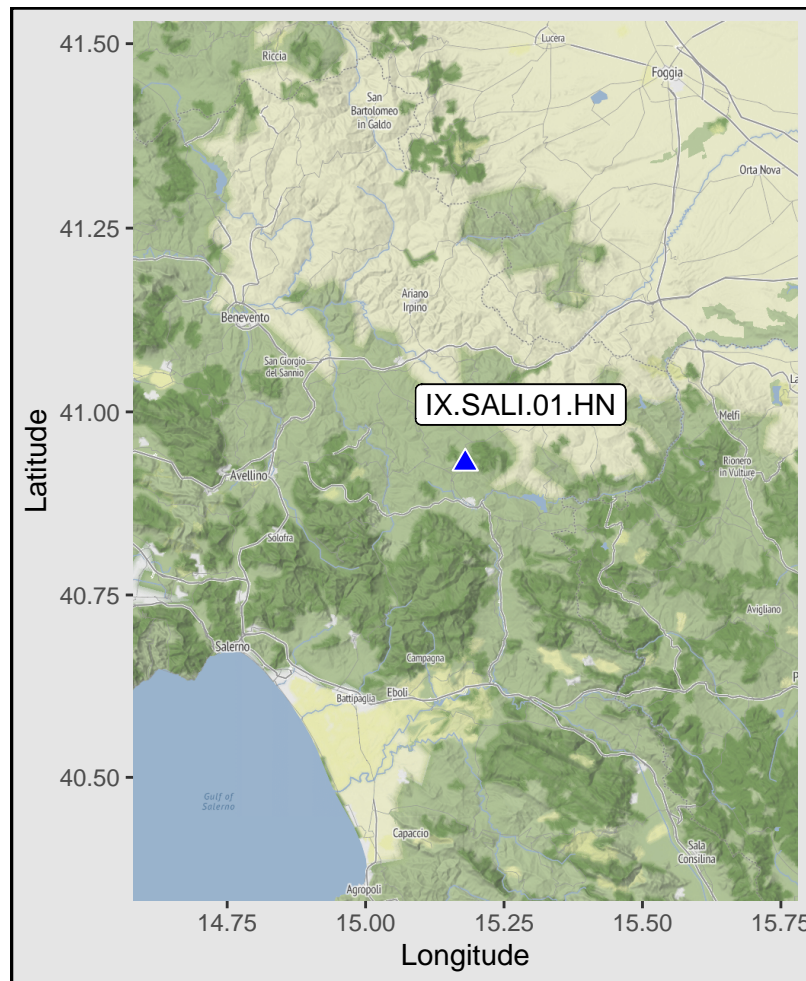 41.50
41.25
41.00
40.75
40.50
Latitude
Riccia
San
Bartolomeo
in Galdo
Lucera
Foggia
Orta Nova
Ariano
Irpino
Benevento
San Giorgio
del Sannio
IX.SALI.01.HN
La
Melfi
Rionero
in Vulture
Avellino
Solofra
Avigliano
Salerno
Campagna
P
Battipaglia
Eboli
Gulf of
Salerno
Capaccio
Sala
Consilina
Agropoli
14.75
15.00
15.25
15.50
15.75
Longitude